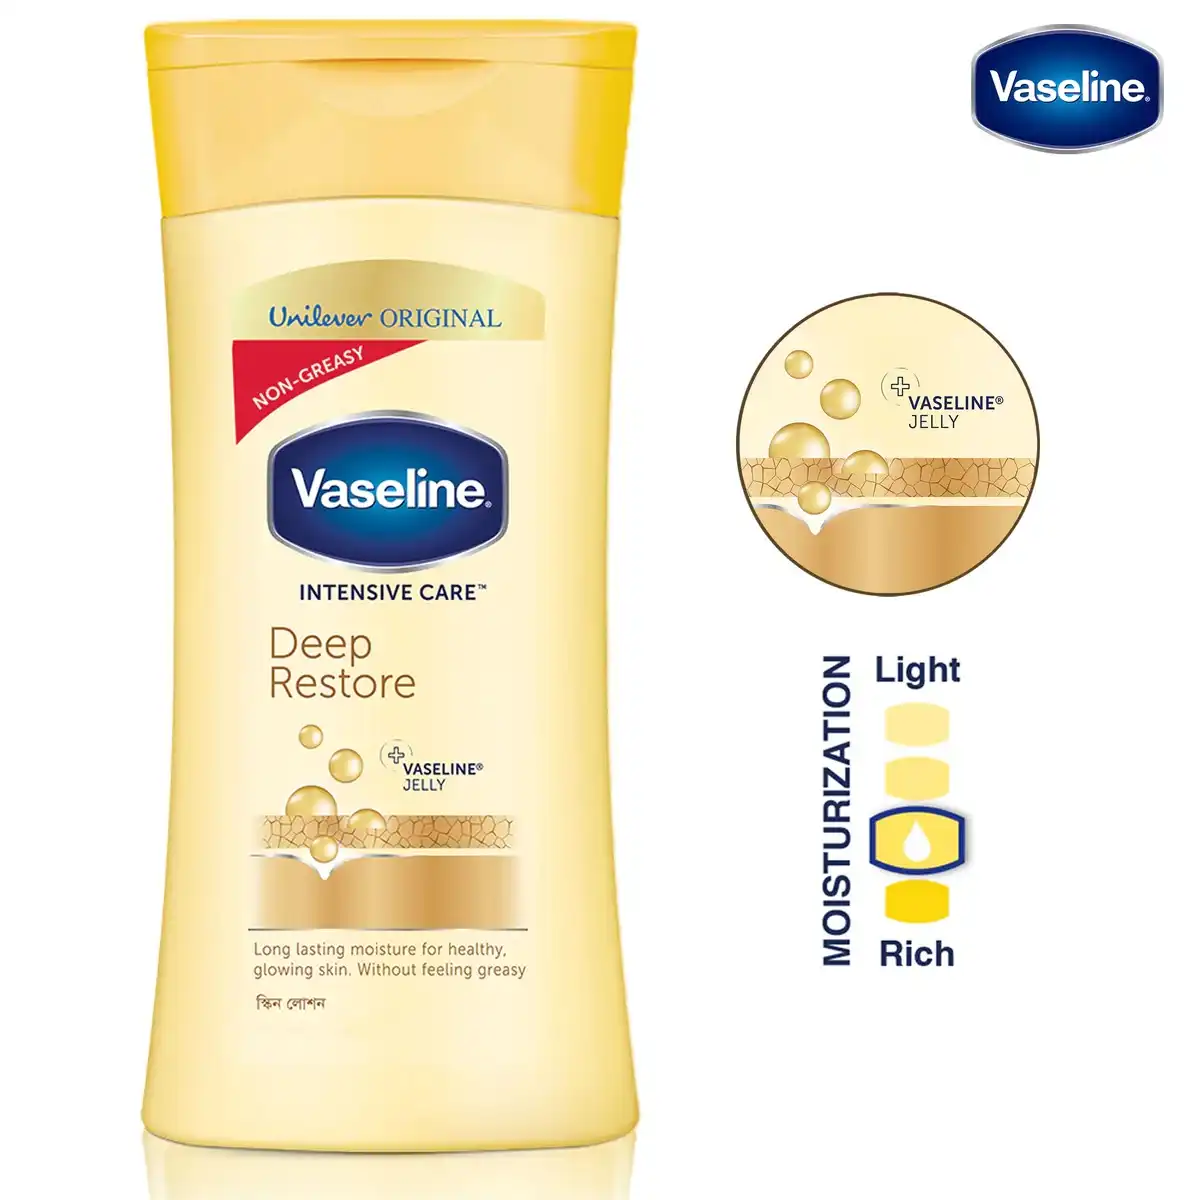 Vaseline
Unilever ORIGINAL
NON-GREASY
Vaseline®
INTENSIVE CARE™
Deep
Restore
VASELINE®
JELLY
Long lasting moisture for healthy,
glowing skin. Without feeling greasy
স্কিন লোশন
VASELINE®
JELLY
MOISTURIZATION
Light
Rich